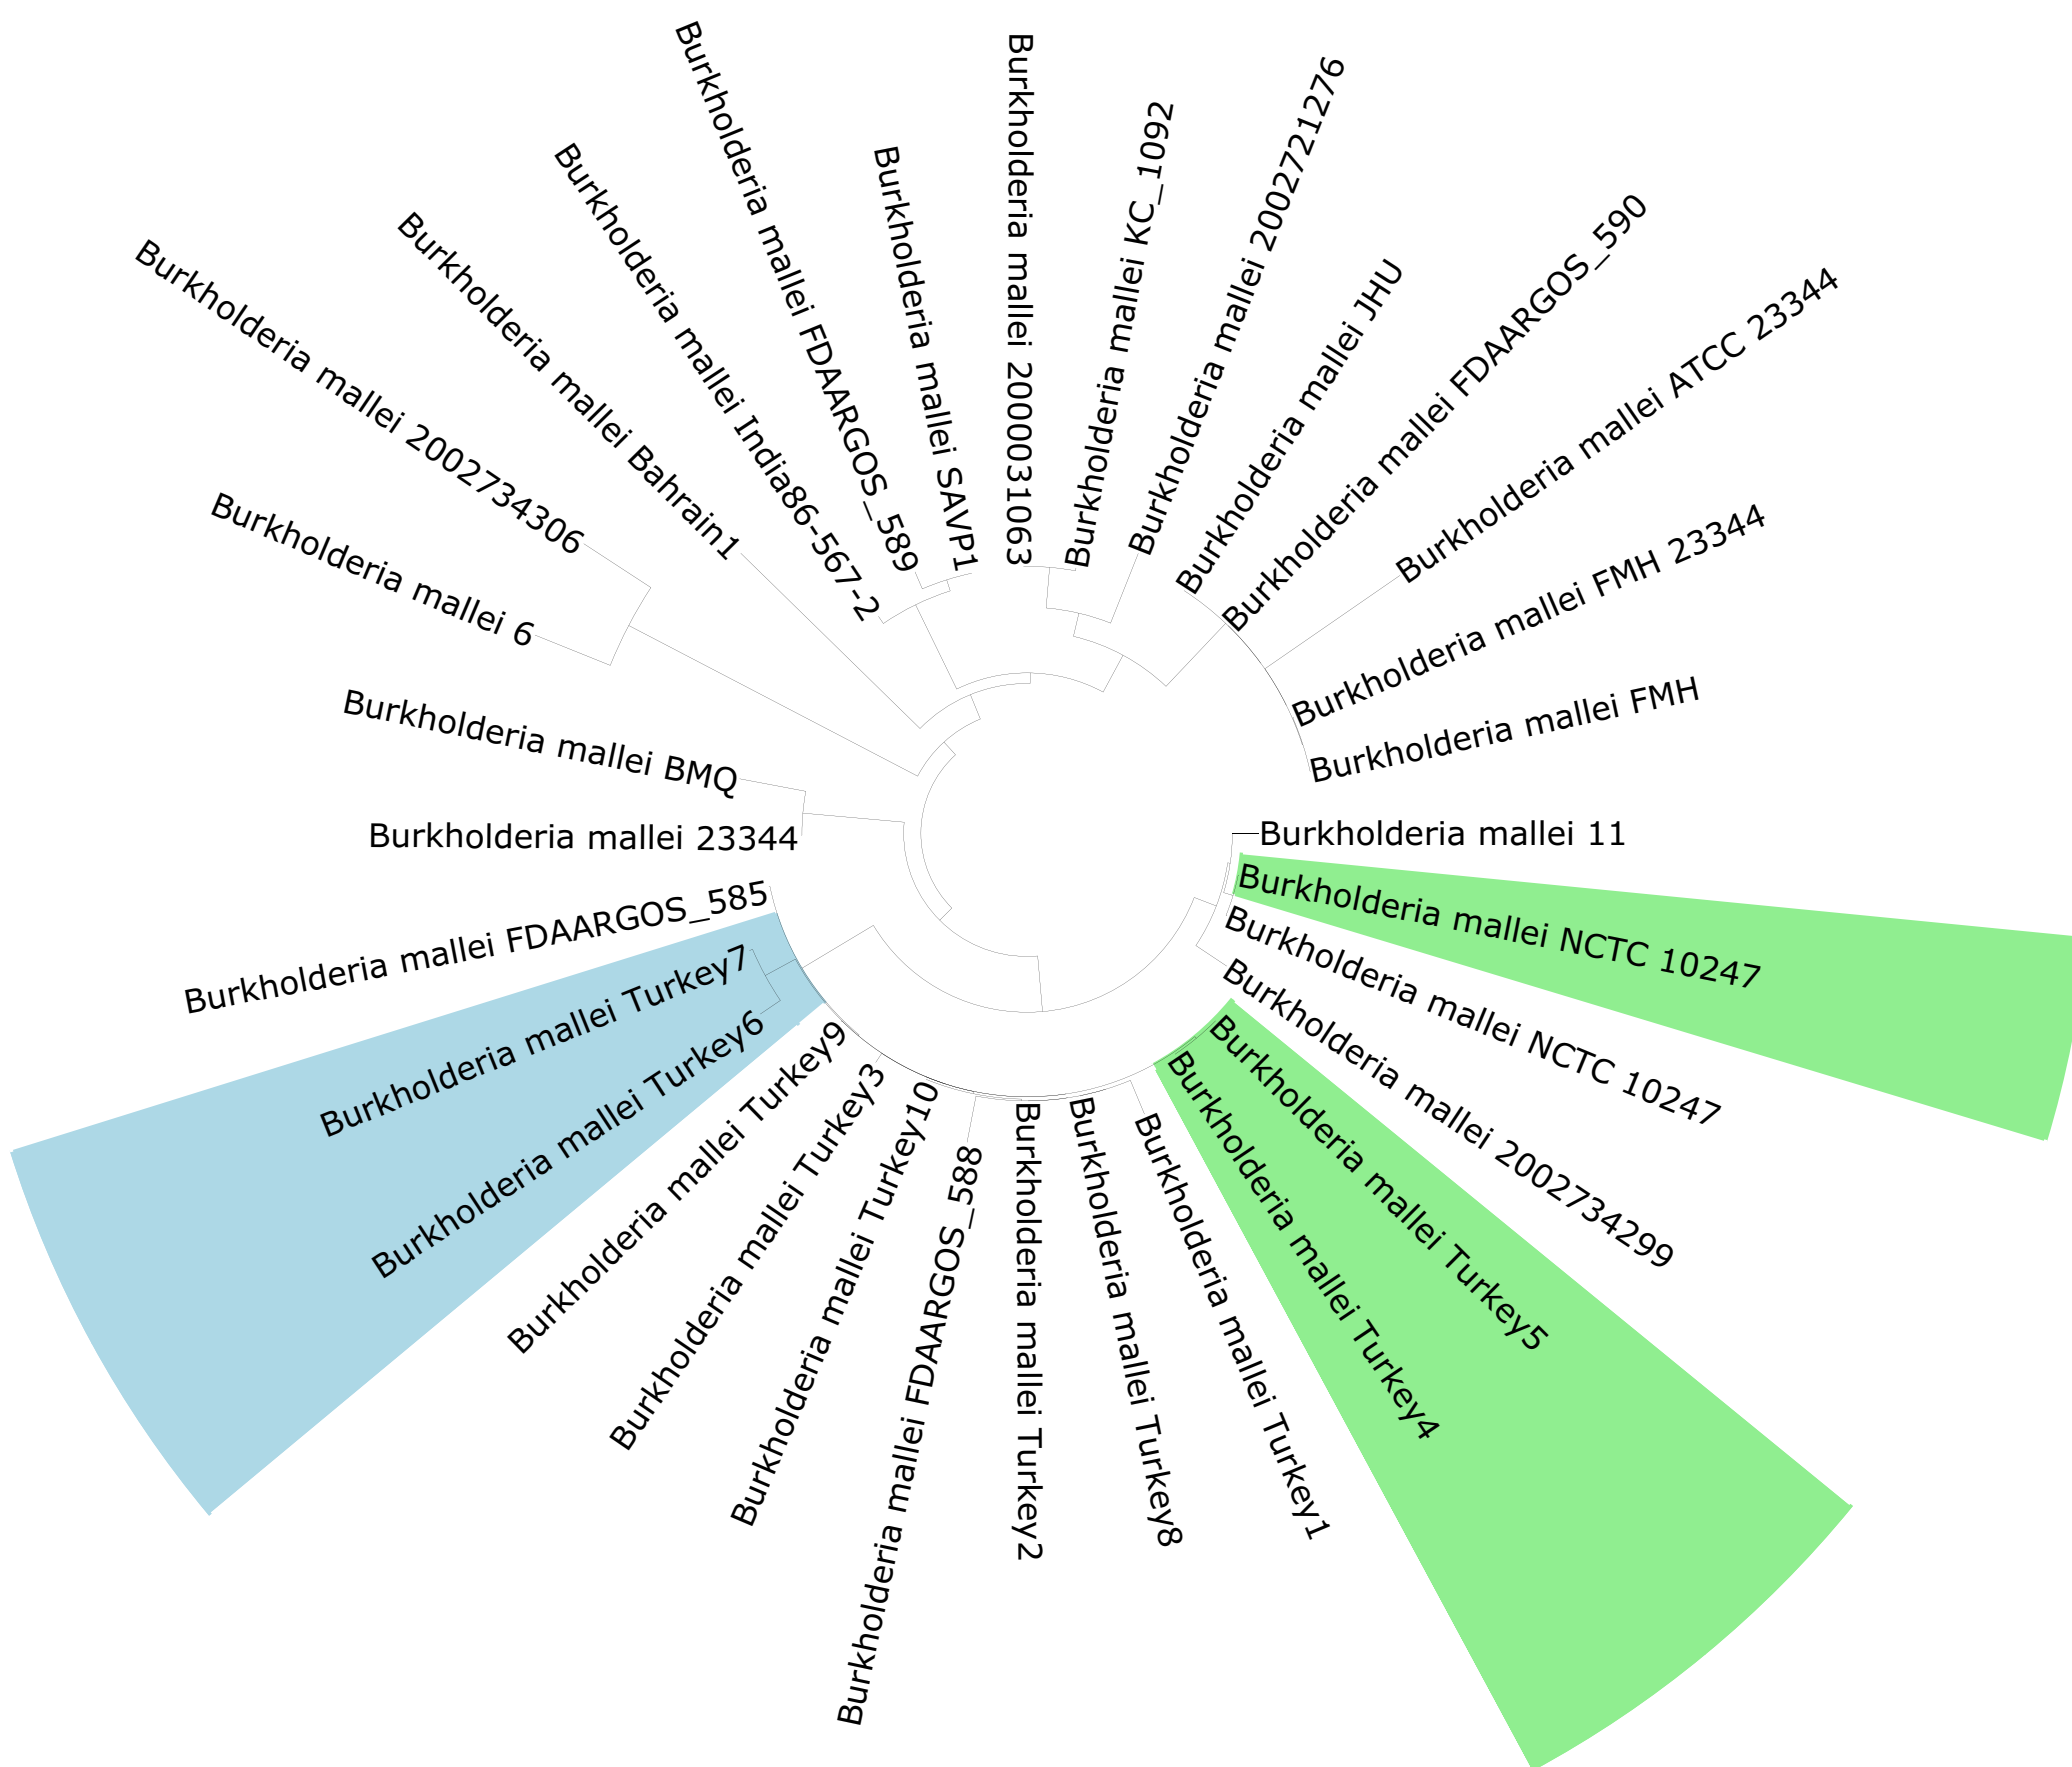 Burkholderia mallei FDAARGOS_589
Burkholderia mallei SAVP1
Burkholderia mallei 2000031063
Burkholderia mallei KC_1092
Burkholderia mallei 2002721276
Burkholderia mallei JHU
Burkholderia mallei FDAARGOS_590
Burkholderia mallei ATCC 23344
Burkholderia mallei FMH 23344
Burkholderia mallei FMH
Burkholderia mallei 11
Burkholderia mallei NCTC 10247
Burkholderia mallei NCTC 10247
Burkholderia mallei 2002734299
Burkholderia mallei Turkey5
Burkholderia mallei Turkey4
Burkholderia mallei Turkey1
Burkholderia mallei Turkey8
Burkholderia mallei Turkey2
Burkholderia mallei FDAARGOS_588
Burkholderia mallei Turkey10
Burkholderia mallei Turkey3
Burkholderia mallei Turkey9
Burkholderia mallei Turkey6
Burkholderia mallei Turkey7
Burkholderia mallei FDAARGOS_585
Burkholderia mallei 23344
Burkholderia mallei BMQ
Burkholderia mallei 6
Burkholderia mallei 2002734306
Burkholderia mallei Bahrain1
Burkholderia mallei India86-567-2